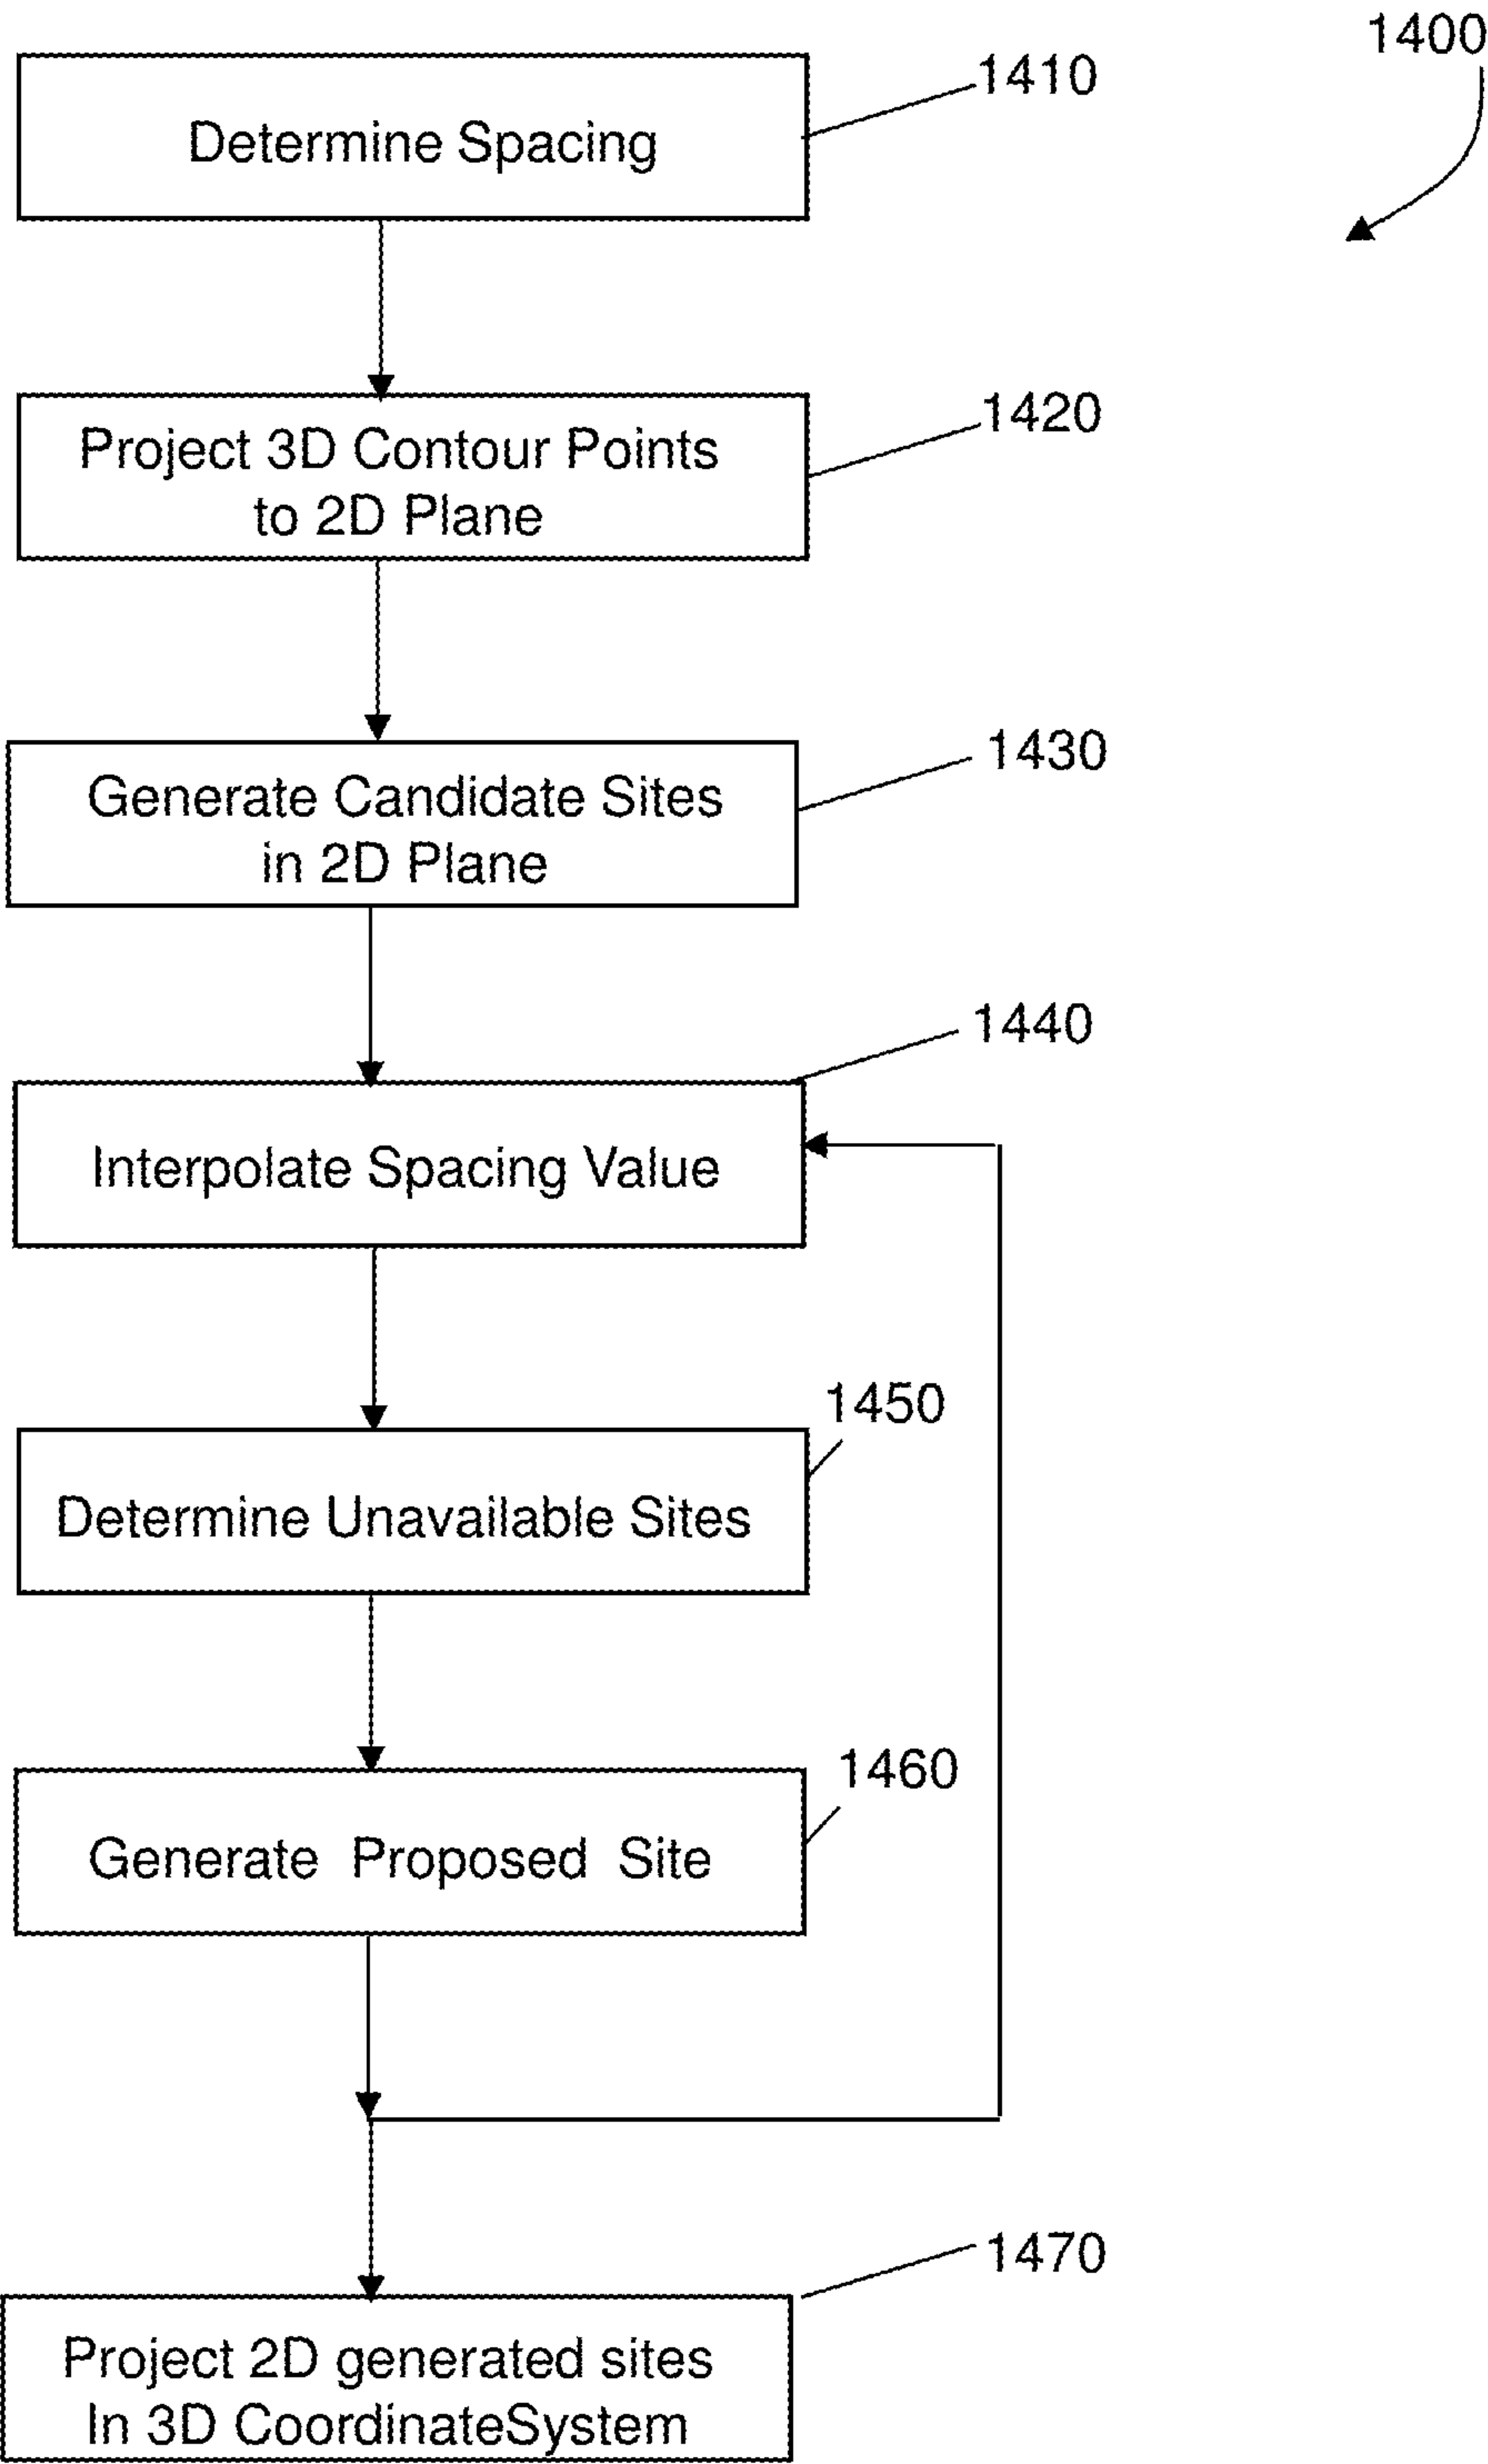 1400
1410
Determine Spacing
1420
Project 3D Contour Points
to 2D Plane
1430
Generate Candidate Sites
in 2D Plane
1440
Interpolate Spacing Value
1450
Determine Unavailable Sites
1460
Generate Proposed Site
1470
Project 2D generated sites
In 3D CoordinateSystem